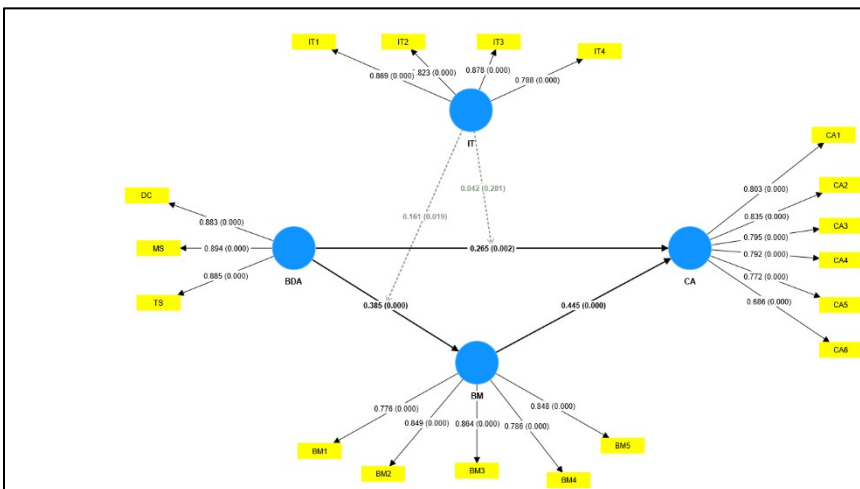 IT1
IT2
IT3
IT4
0.869 (0.000)
0.823 (0.000)
0.878 (0.000)
0.788 (0.000)
IT
0.161 (0.019)
0.042 (0.281)
DC
MS
TS
0.883 (0.000)
0.894 (0.000)
0.885 (0.000)
BDA
0.265 (0.002)
0.385 (0.000)
0.445 (0.000)
CA
CA1
CA2
CA3
CA4
CA5
CA6
0.803 (0.000)
0.835 (0.000)
0.795 (0.000)
0.792 (0.000)
0.772 (0.000)
0.686 (0.000)
BM
0.776 (0.000)
0.849 (0.000)
0.864 (0.000)
0.786 (0.000)
0.848 (0.000)
BM1
BM2
BM3
BM4
BM5